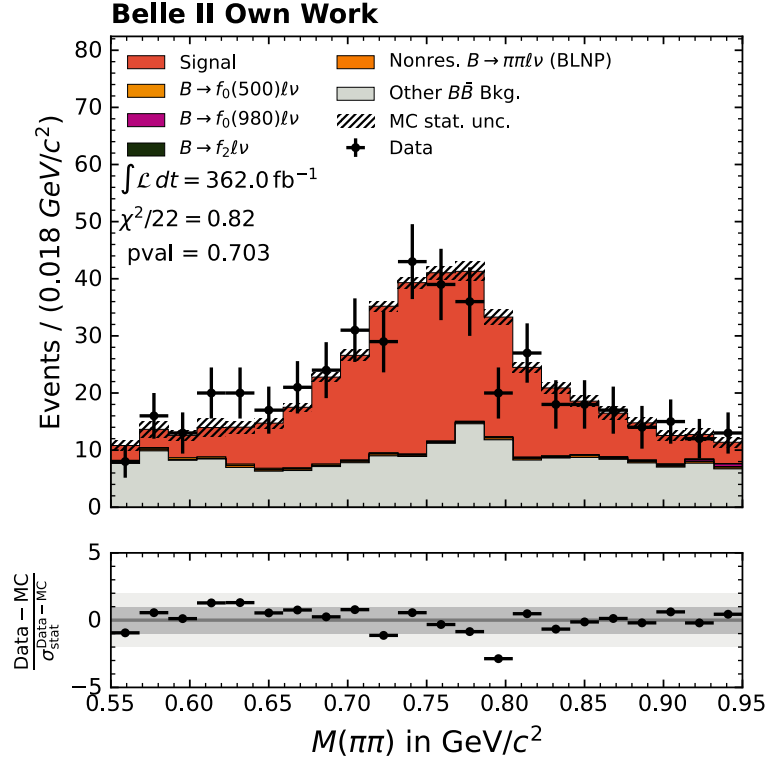 Belle II Own Work
Signal
B → f₀(500)ℓν
B → f₀(980)ℓν
B → f₂ℓν
Nonres. B → ππℓν (BLNP)
Other BB̄ Bkg.
MC stat. unc.
Data
∫ ℒ dt = 362.0 fb⁻¹
χ²/22 = 0.82
pval = 0.703
Events / (0.018 GeV/c²)
80
70
60
50
40
30
20
10
0
Data − MC
σ_stat^Data−MC
5
0
−5
0.55 0.60 0.65 0.70 0.75 0.80 0.85 0.90 0.95
M(ππ) in GeV/c²